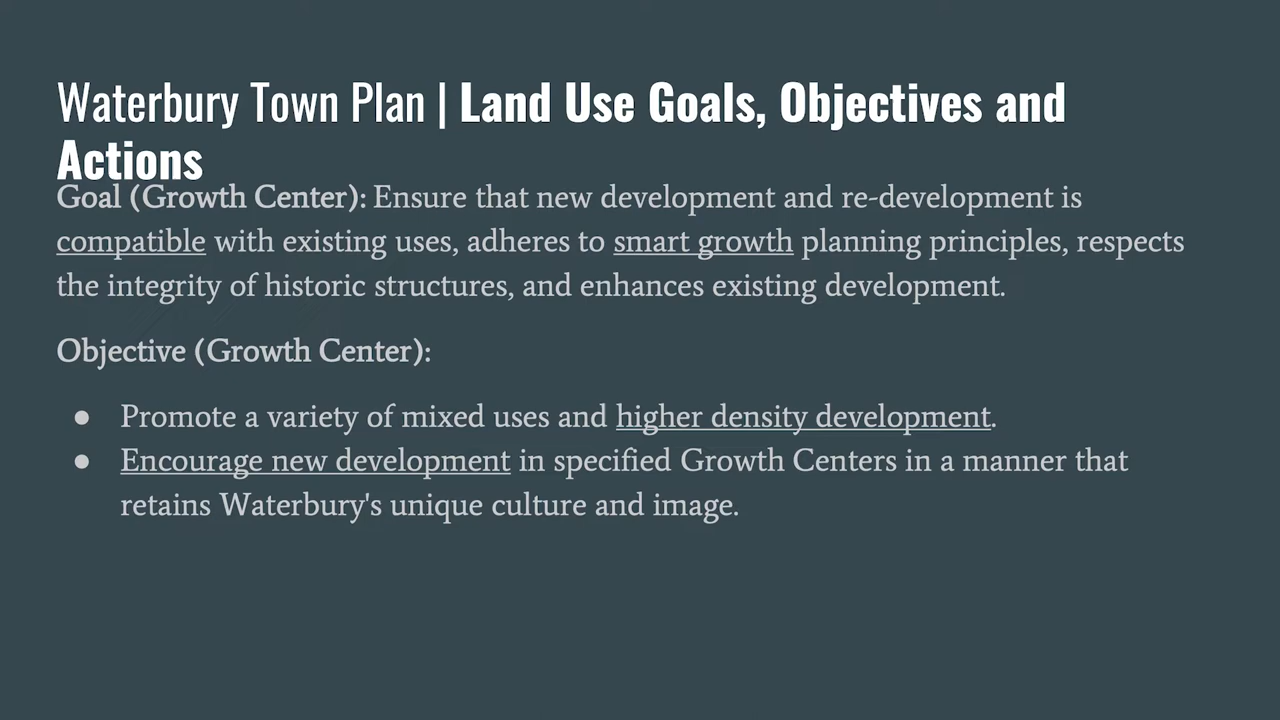 Waterbury Town Plan | Land Use Goals, Objectives and
Actions
Goal (Growth Center): Ensure that new development and re-development is
compatible with existing uses, adheres to smart growth planning principles, respects
the integrity of historic structures, and enhances existing development.
Objective (Growth Center):
● Promote a variety of mixed uses and higher density development.
● Encourage new development in specified Growth Centers in a manner that
retains Waterbury's unique culture and image.